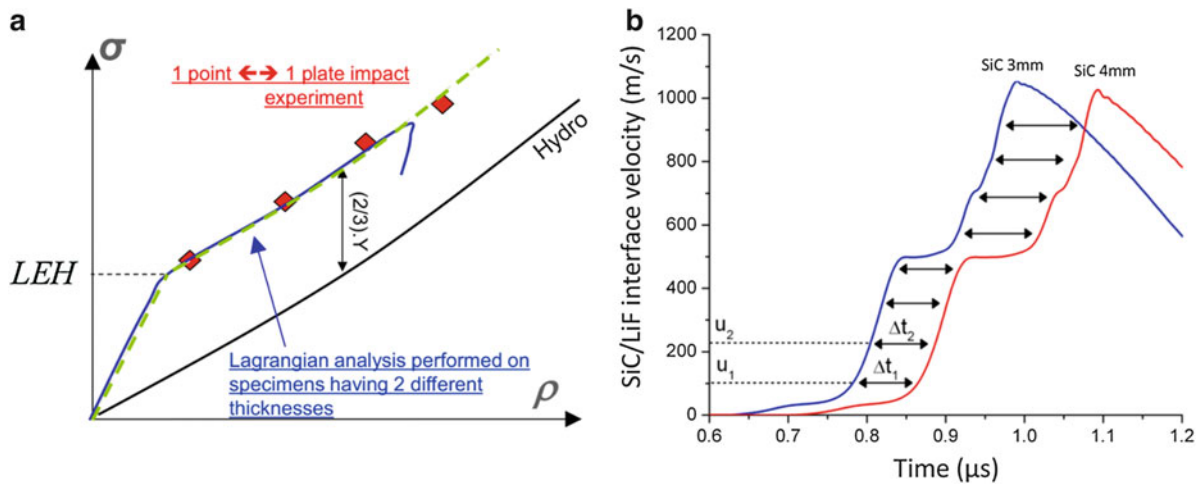 a
σ
1 point ↔ 1 plate impact
experiment
Hydro
(2/3).Y
LEH
Lagrangian analysis performed on
specimens having 2 different
thicknesses
ρ
b
SiC/LiF interface velocity (m/s)
1000
800
600
400
200
0
u2
u1
SiC 3mm
SiC 4mm
Δt2
Δt1
0.6 0.7 0.8 0.9 1.0 1.1 1.2
Time (μs)